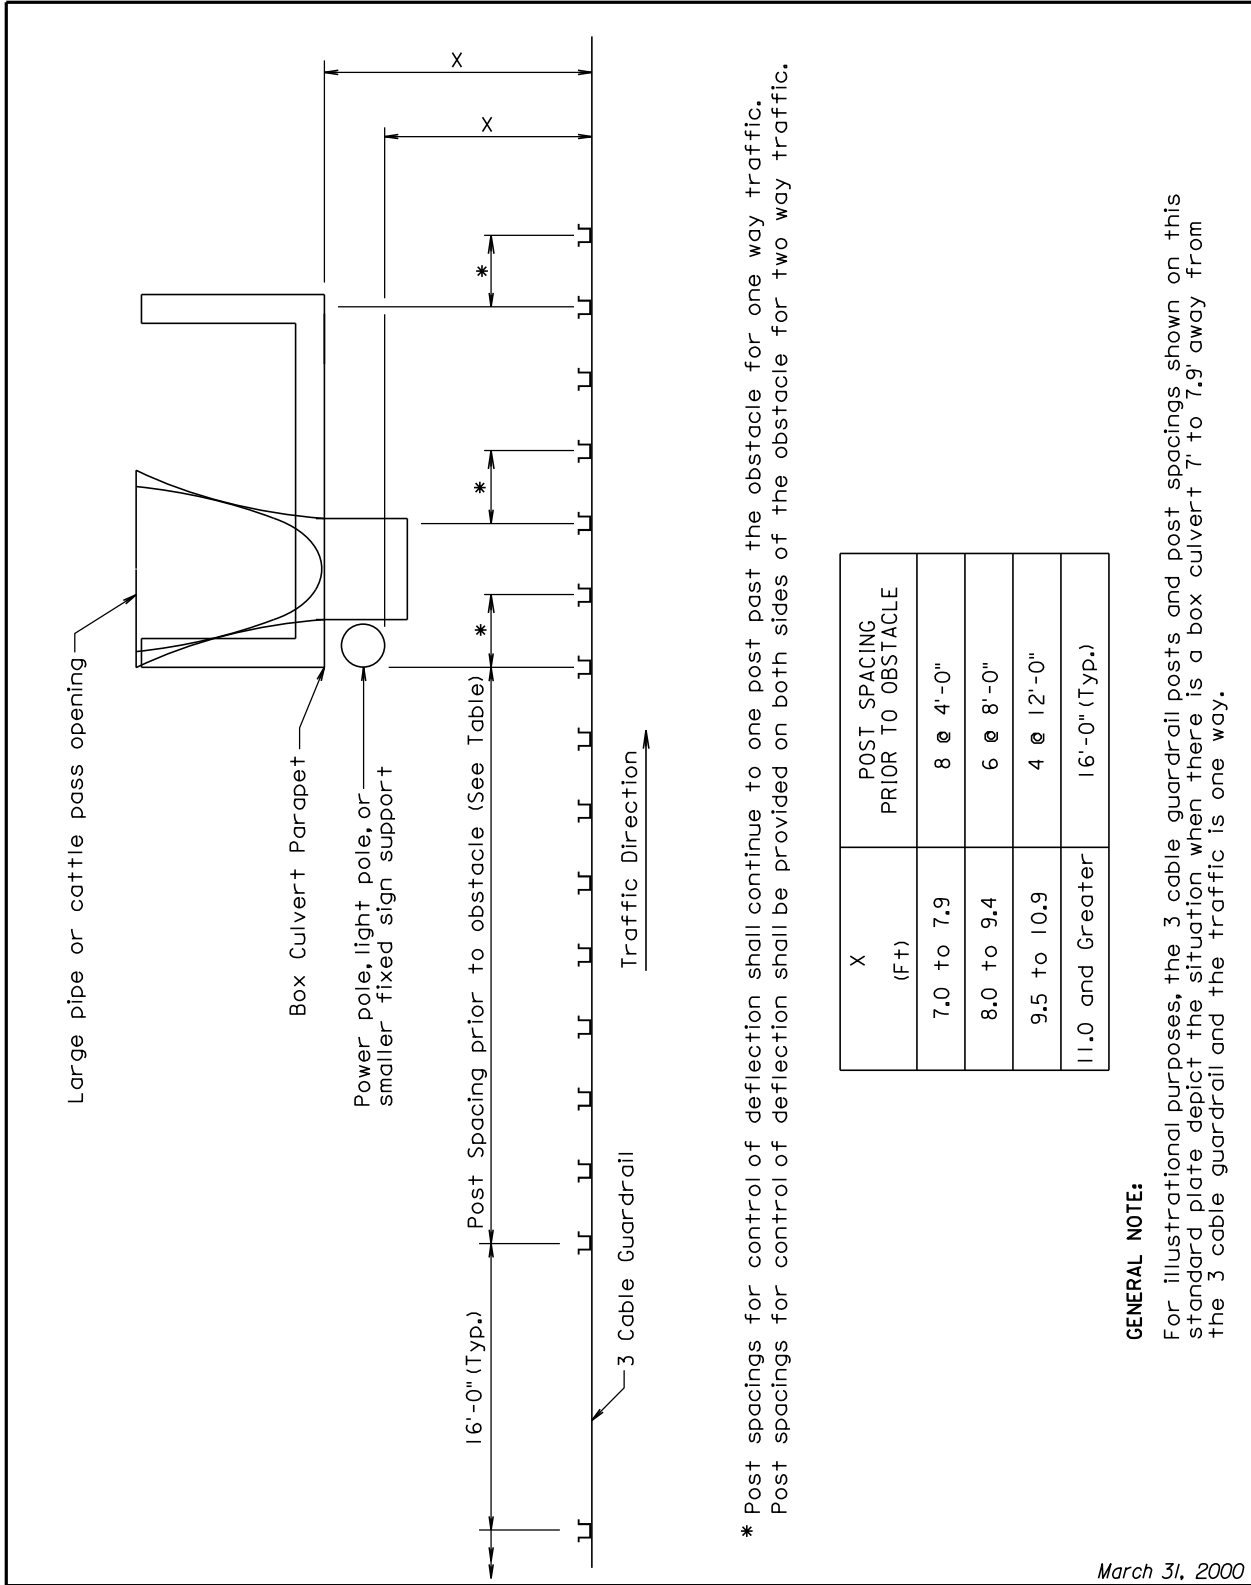 Large pipe or cattle pass opening
Box Culvert Parapet
Power pole, light pole, or
smaller fixed sign support
X
X
*
*
*
16'-0" (Typ.)
Post Spacing prior to obstacle (See Table)
3 Cable Guardrail
Traffic Direction
* Post spacings for control of deflection shall continue to one post past the obstacle for one way traffic.
Post spacings for control of deflection shall be provided on both sides of the obstacle for two way traffic.
X
(Ft)
POST SPACING
PRIOR TO OBSTACLE
7.0 to 7.9 8 @ 4'-0"
8.0 to 9.4 6 @ 8'-0"
9.5 to 10.9 4 @ 12'-0"
11.0 and Greater 16'-0" (Typ.)
GENERAL NOTE:
For illustrational purposes, the 3 cable guardrail posts and post spacings shown on this
standard plate depict the situation when there is a box culvert 7' to 7.9' away from
the 3 cable guardrail and the traffic is one way.
March 31, 2000